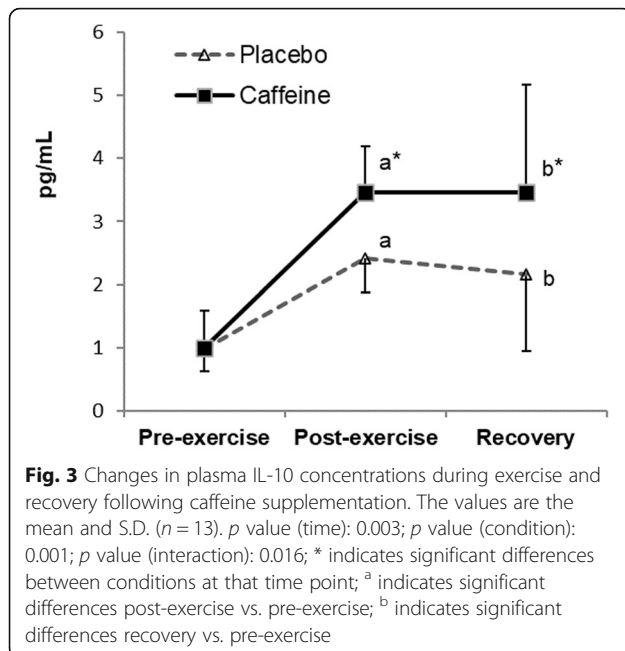 6
5
4
3
2
1
0
pg/mL
Placebo
Caffeine
a*
b*
a
b
Pre-exercise Post-exercise Recovery
Fig. 3 Changes in plasma IL-10 concentrations during exercise and
recovery following caffeine supplementation. The values are the
mean and S.D. (n = 13). p value (time): 0.003; p value (condition):
0.001; p value (interaction): 0.016; * indicates significant differences
between conditions at that time point; ᵃ indicates significant
differences post-exercise vs. pre-exercise; ᵇ indicates significant
differences recovery vs. pre-exercise